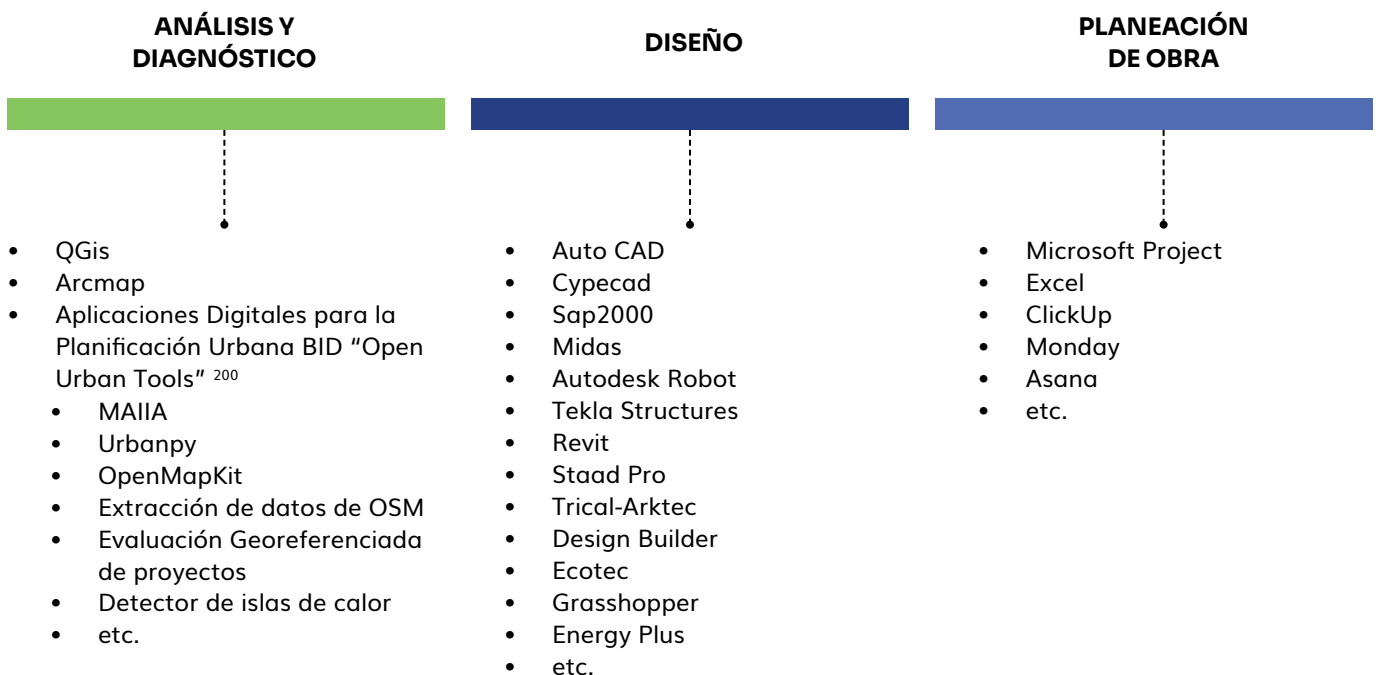 ANÁLISIS Y
DIAGNÓSTICO
• QGis
• Arcmap
• Aplicaciones Digitales para la
Planificación Urbana BID “Open
Urban Tools” 200
• MAIIA
• Urbanpy
• OpenMapKit
• Extracción de datos de OSM
• Evaluación Georeferenciada
de proyectos
• Detector de islas de calor
• etc.
DISEÑO
• Auto CAD
• Cypecad
• Sap2000
• Midas
• Autodesk Robot
• Tekla Structures
• Revit
• Staad Pro
• Trical-Arktec
• Design Builder
• Ecotec
• Grasshopper
• Energy Plus
• etc.
PLANEACIÓN
DE OBRA
• Microsoft Project
• Excel
• ClickUp
• Monday
• Asana
• etc.